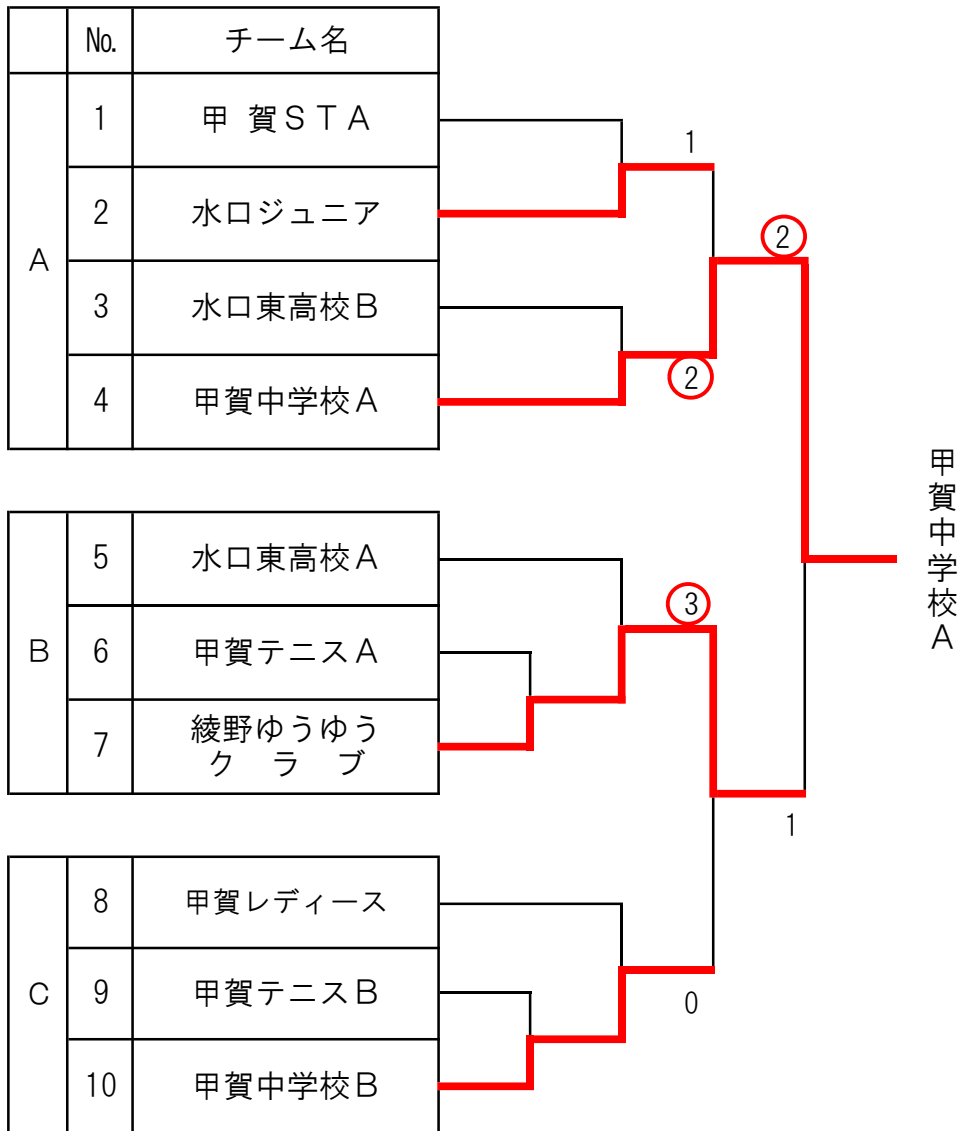 № チーム名
A
1 甲 賀ＳＴＡ
2 水口ジュニア
3 水口東高校Ｂ
4 甲賀中学校Ａ
1
②
②
B
5 水口東高校Ａ
6 甲賀テニスＡ
7 綾野ゆうゆう
ク ラ ブ
③
1
C
8 甲賀レディース
9 甲賀テニスＢ
10 甲賀中学校Ｂ
0
甲賀中学校Ａ